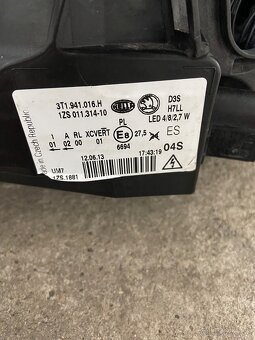 3T1.941.016.H
1ZS 011.314-10
HELLA
D3S
H7LL
LED 4/8/2,7 W
1 A RL XCVERT
01 02 00 01
PL
E8 27,5
6694
ES
12.06.13
17:43:19
04S
1ZS.1881
Made in Czech Republic